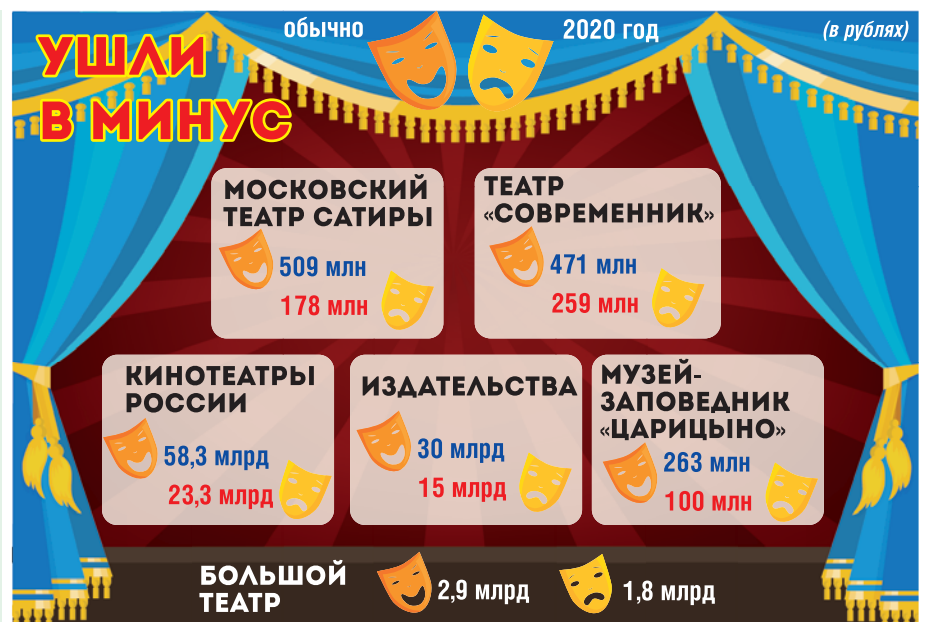 УШЛИ
В МИНУС
обычно
2020 год
(в рублях)
МОСКОВСКИЙ
ТЕАТР САТИРЫ
509 млн
178 млн
ТЕАТР
«СОВРЕМЕННИК»
471 млн
259 млн
КИНОТЕАТРЫ
РОССИИ
58,3 млрд
23,3 млрд
ИЗДАТЕЛЬСТВА
30 млрд
15 млрд
МУЗЕЙ-
ЗАПОВЕДНИК
«ЦАРИЦЫНО»
263 млн
100 млн
БОЛЬШОЙ
ТЕАТР
2,9 млрд
1,8 млрд